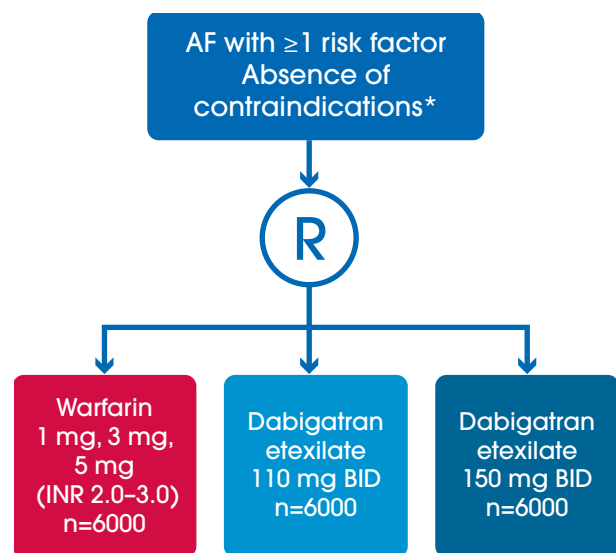 AF with ≥1 risk factor
Absence of
contraindications*
R
Warfarin
1 mg, 3 mg,
5 mg
(INR 2.0–3.0)
n=6000
Dabigatran
etexilate
110 mg BID
n=6000
Dabigatran
etexilate
150 mg BID
n=6000